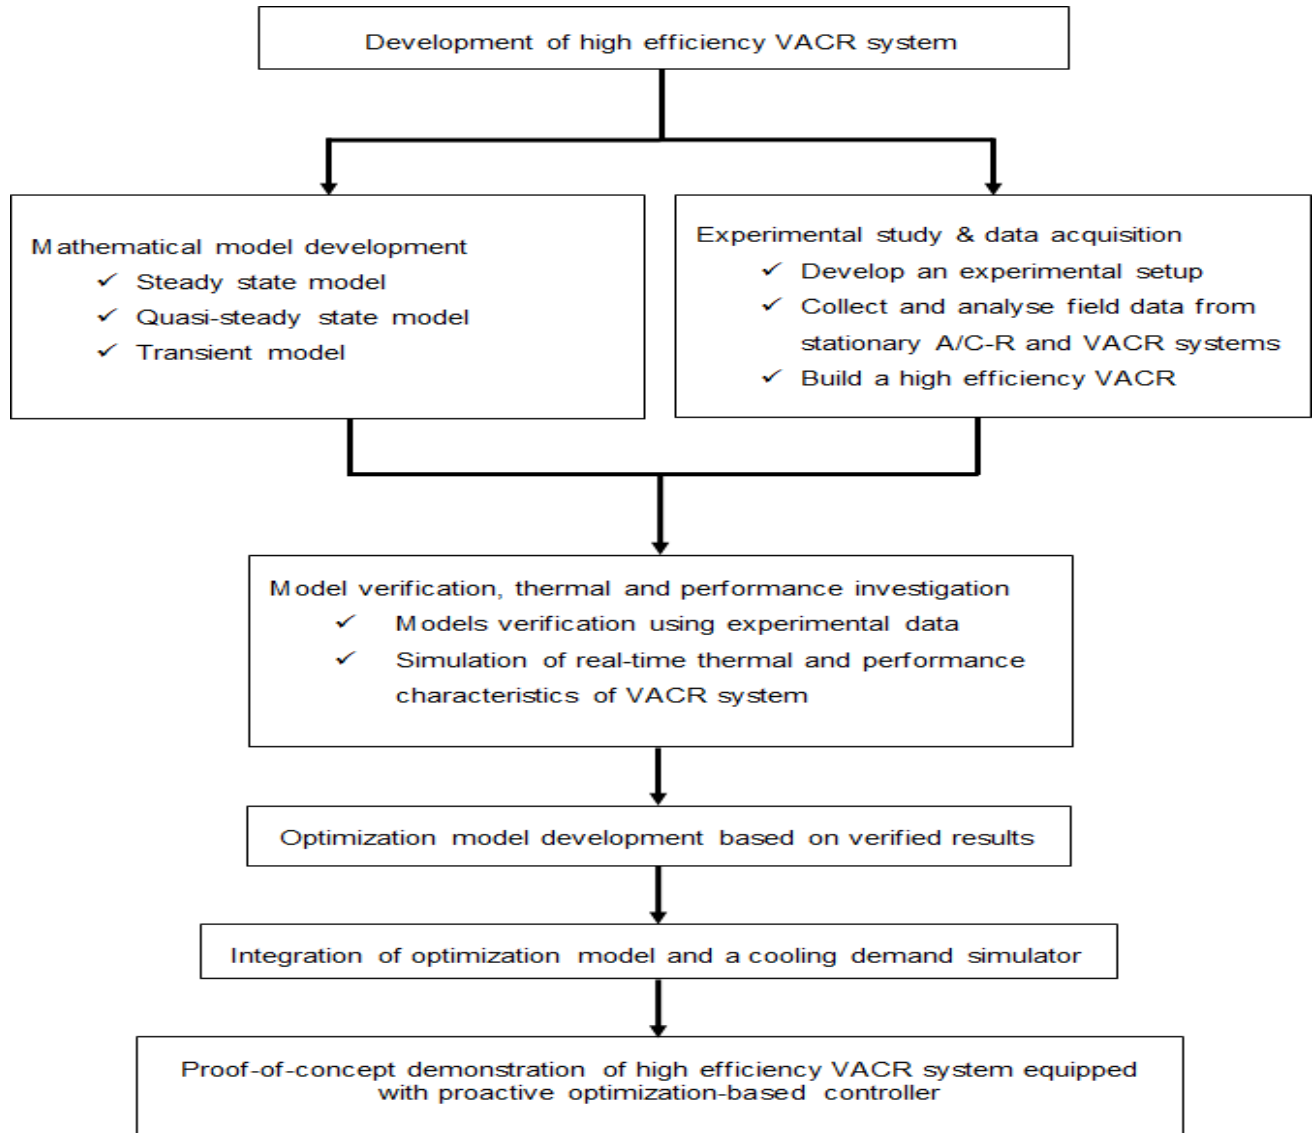 Development of high efficiency VACR system
Mathematical model development
✓ Steady state model
✓ Quasi-steady state model
✓ Transient model
Experimental study & data acquisition
✓ Develop an experimental setup
✓ Collect and analyse field data from
stationary A/C-R and VACR systems
✓ Build a high efficiency VACR
Model verification, thermal and performance investigation
✓ Models verification using experimental data
✓ Simulation of real-time thermal and performance
characteristics of VACR system
Optimization model development based on verified results
Integration of optimization model and a cooling demand simulator
Proof-of-concept demonstration of high efficiency VACR system equipped
with proactive optimization-based controller